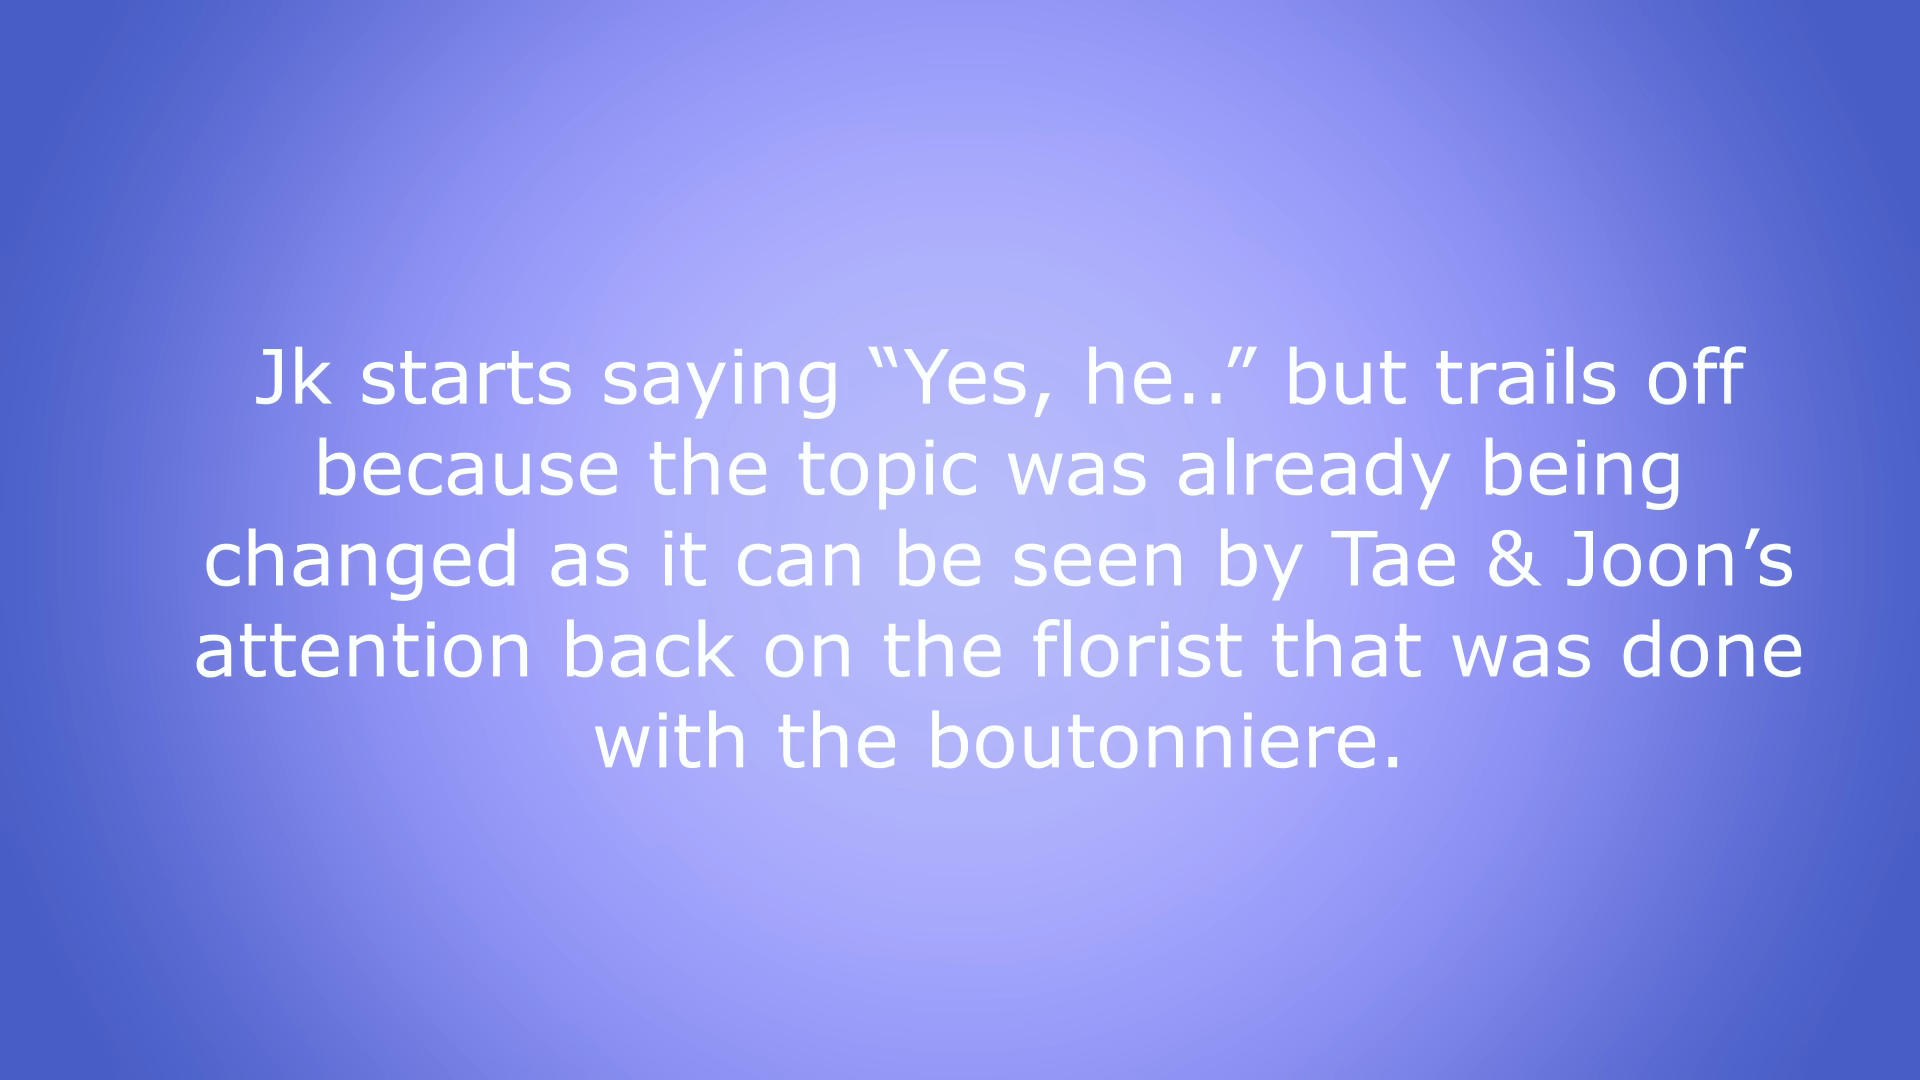 Jk starts saying “Yes, he..” but trails off
because the topic was already being
changed as it can be seen by Tae & Joon’s
attention back on the florist that was done
with the boutonniere.